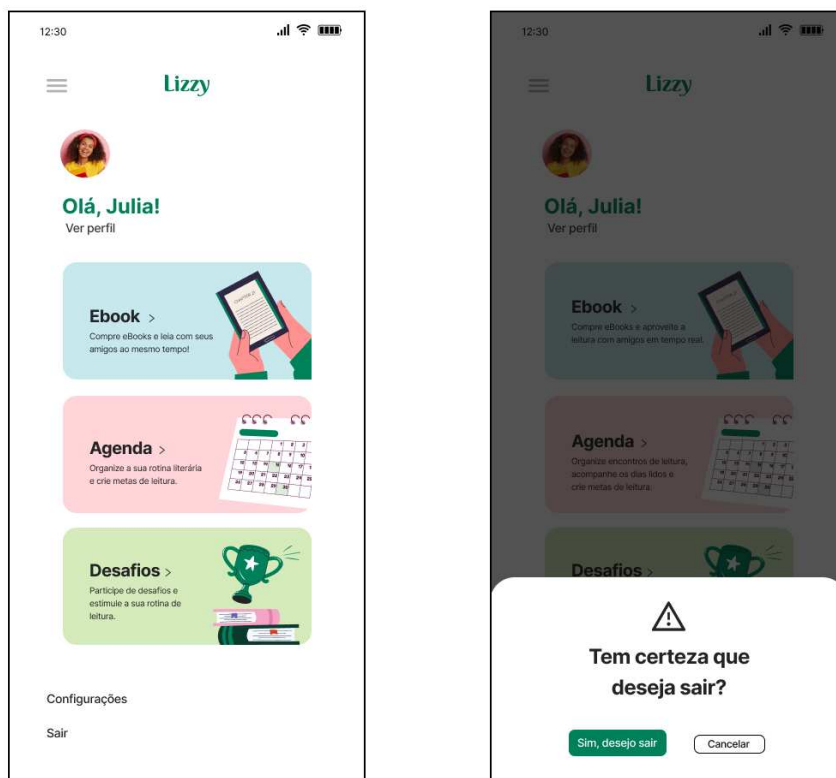 12:30
Lizzy
Olá, Julia!
Ver perfil
Ebook >
Compre eBooks e leia com seus
amigos ao mesmo tempo!
Agenda >
Organize a sua rotina literária
e crie metas de leitura.
Desafios >
Participe de desafios e
estimule a sua rotina de
leitura.
Configurações
Sair
12:30
Lizzy
Olá, Julia!
Ver perfil
Ebook >
Compre eBooks e aproveite a
leitura com amigos em tempo real.
Agenda >
Organize encontros de leitura,
acompanhe os dias lidos e
crie metas de leitura.
Desafios >
Tem certeza que
deseja sair?
Sim, desejo sair
Cancelar